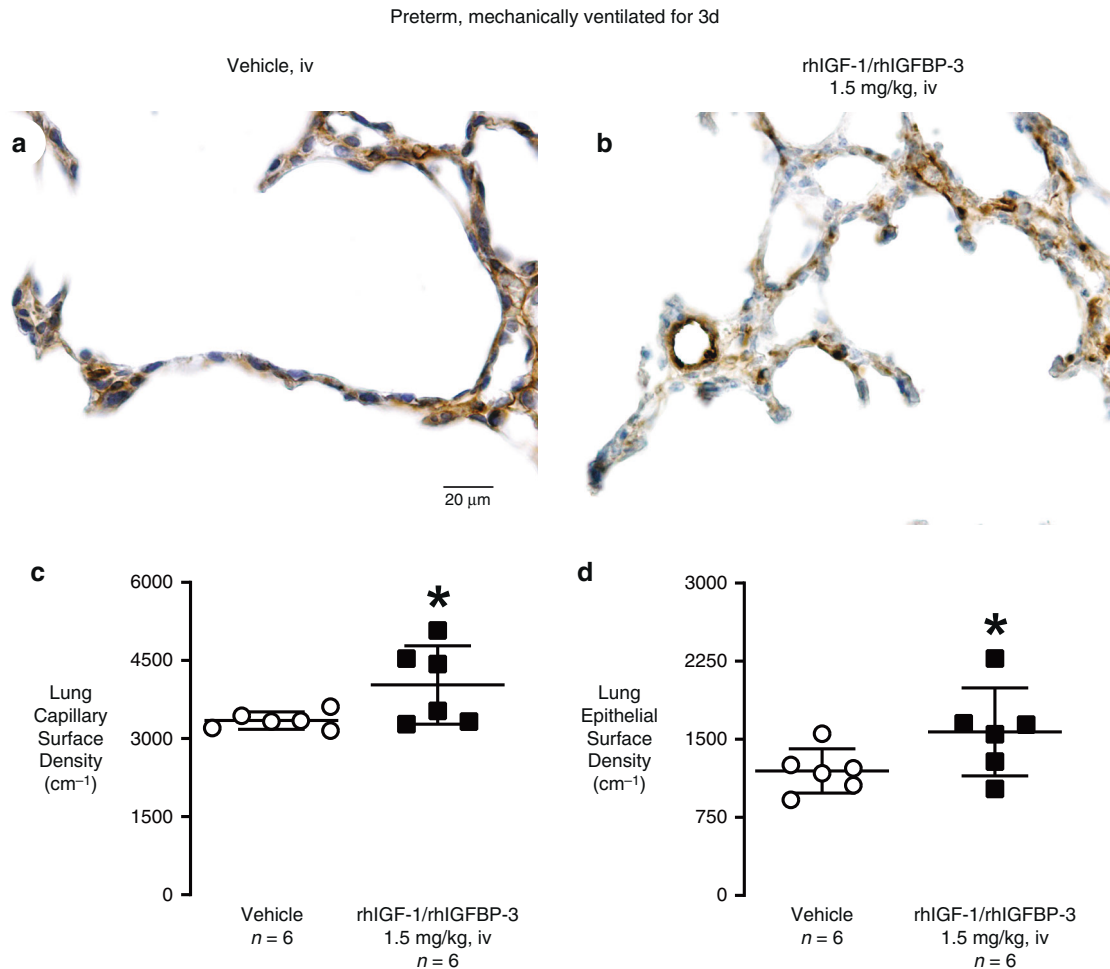 Preterm, mechanically ventilated for 3d
Vehicle, iv
rhIGF-1/rhIGFBP-3
1.5 mg/kg, iv
a
b
20 μm
c
6000
4500
3000
1500
0
Lung
Capillary
Surface
Density
(cm⁻¹)
*
Vehicle
n = 6
rhIGF-1/rhIGFBP-3
1.5 mg/kg, iv
n = 6
d
3000
2250
1500
750
0
Lung
Epithelial
Surface
Density
(cm⁻¹)
*
Vehicle
n = 6
rhIGF-1/rhIGFBP-3
1.5 mg/kg, iv
n = 6